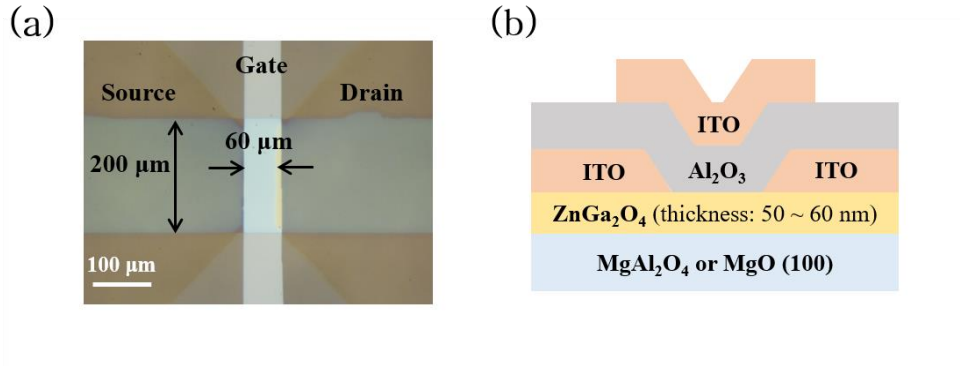 (a)
Gate
Source
Drain
60 μm
200 μm
100 μm
(b)
ITO
ITO
Al₂O₃
ITO
ZnGa₂O₄ (thickness: 50 ~ 60 nm)
MgAl₂O₄ or MgO (100)